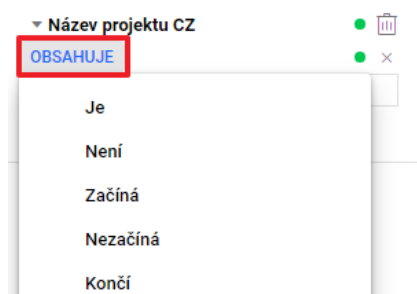 Název projektu CZ
OBSAHUJE
Je
Není
Začíná
Nezačíná
Končí